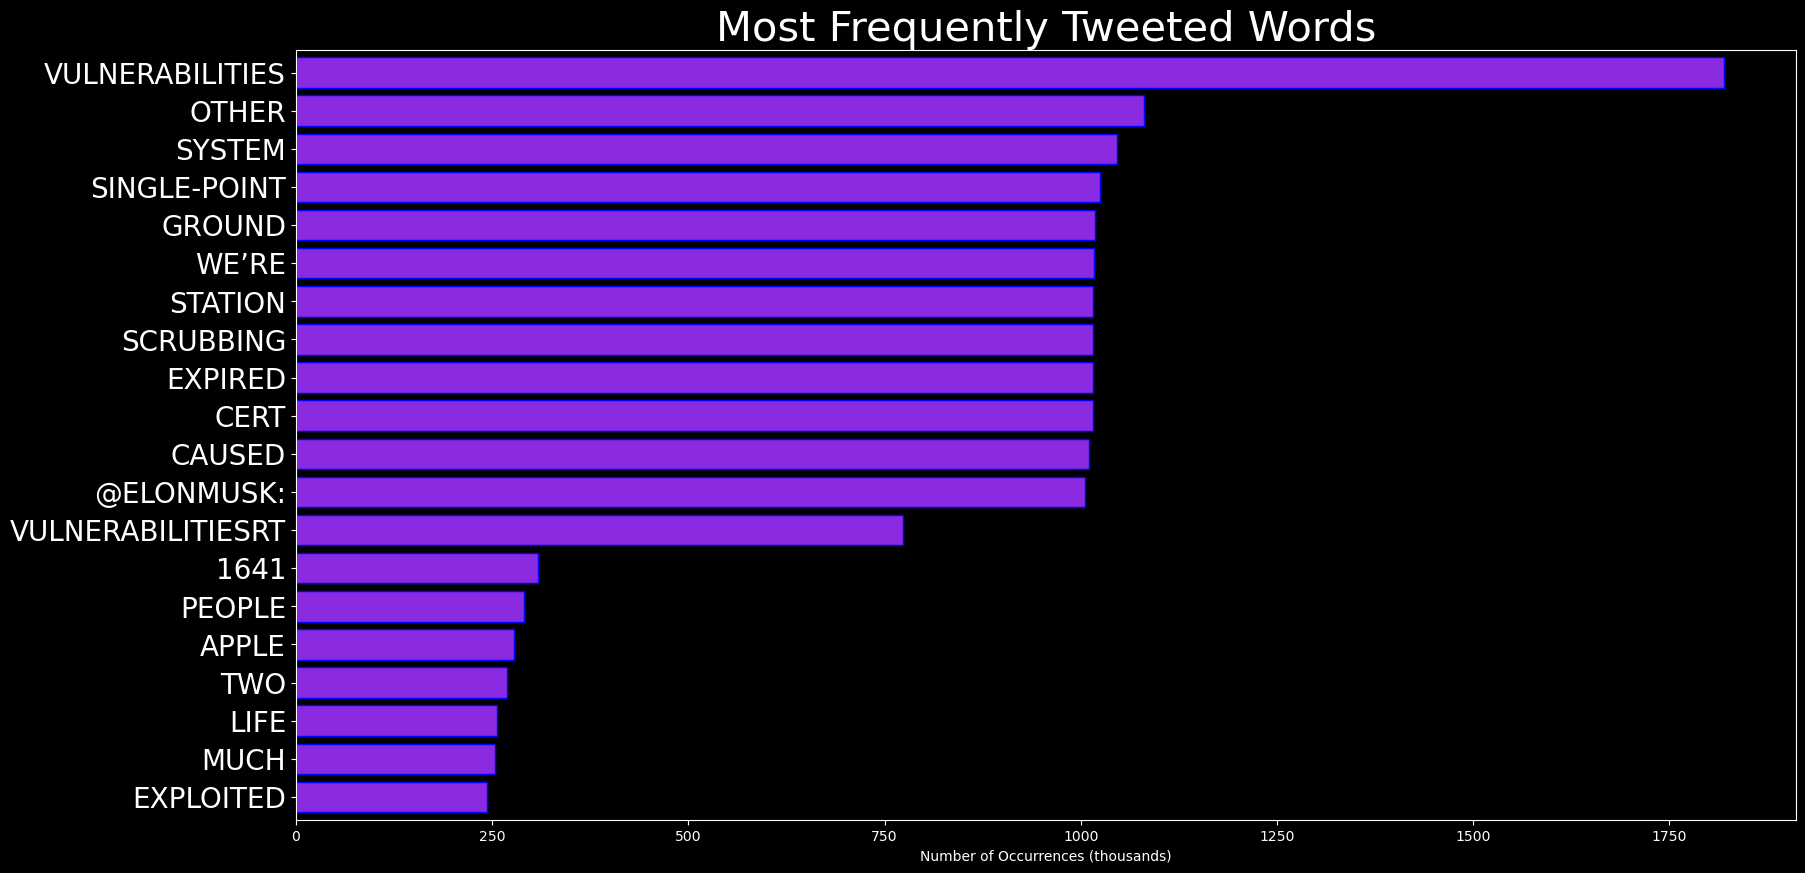 Most Frequently Tweeted Words
VULNERABILITIES
OTHER
SYSTEM
SINGLE-POINT
GROUND
WE’RE
STATION
SCRUBBING
EXPIRED
CERT
CAUSED
@ELONMUSK:
VULNERABILITIESRT
1641
PEOPLE
APPLE
TWO
LIFE
MUCH
EXPLOITED
0 250 500 750 1000 1250 1500 1750
Number of Occurrences (thousands)